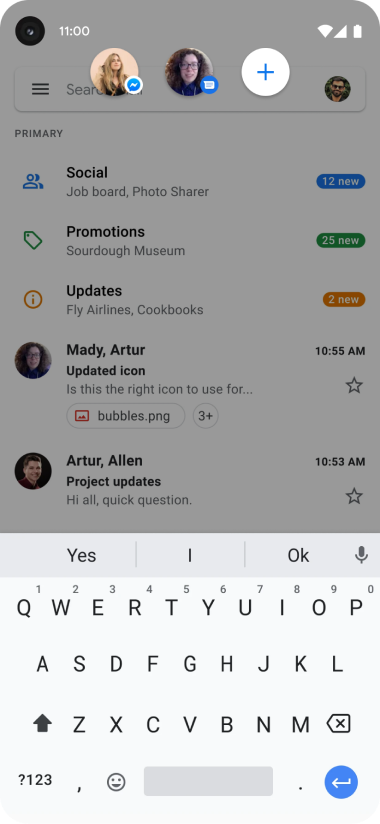 11:00
Sear
PRIMARY
Social
Job board, Photo Sharer
12 new
Promotions
Sourdough Museum
25 new
Updates
Fly Airlines, Cookbooks
2 new
Mady, Artur 10:55 AM
Updated icon
Is this the right icon to use for...
bubbles.png 3+
Artur, Allen 10:53 AM
Project updates
Hi all, quick question.
Yes I Ok
1 2 3 4 5 6 7 8 9 0
Q W E R T Y U I O P
A S D F G H J K L
Z X C V B N M
?123 , .